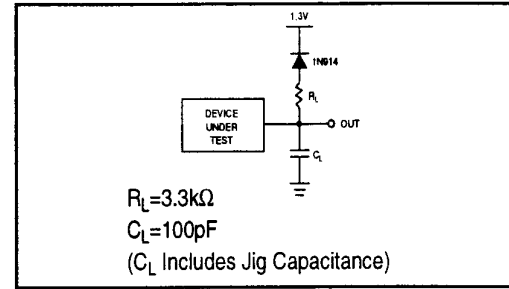 1.3V
1N914
RL
DEVICE
UNDER
TEST
OUT
CL
RL=3.3kΩ
CL=100pF
(CL Includes Jig Capacitance)